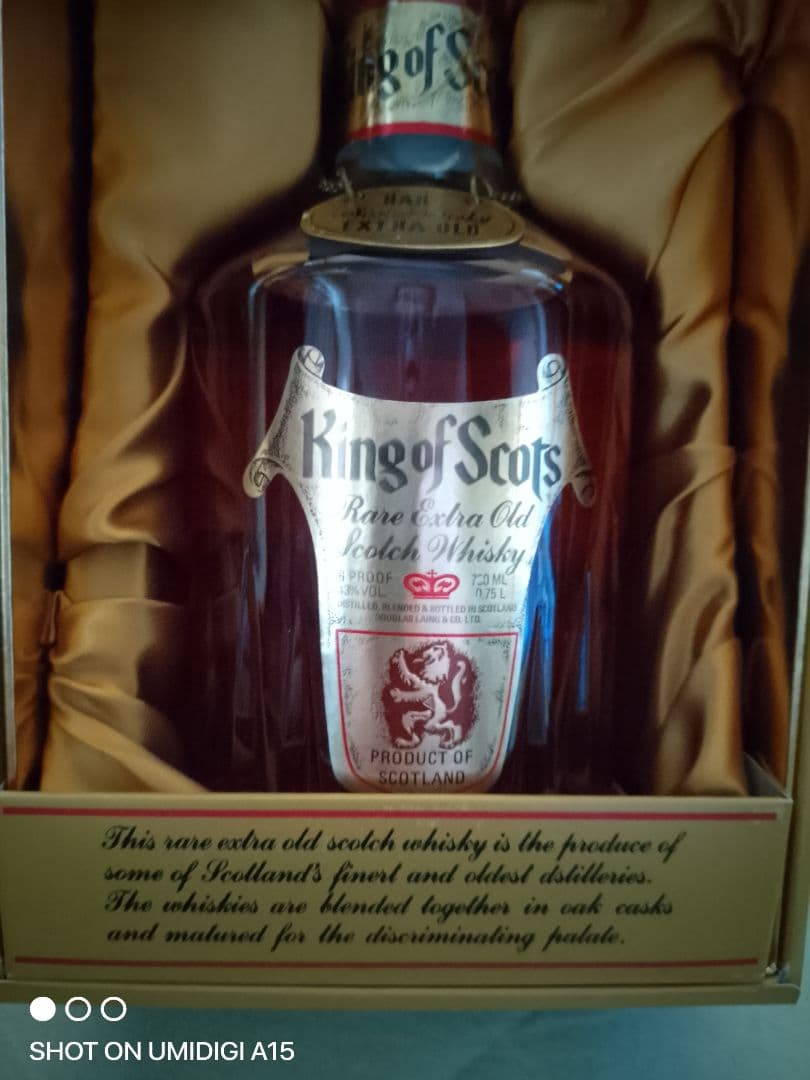 King of Sc
EXTRA OLD
King of Scots
Rare Extra Old
Scotch Whisky
6 PROOF
43% VOL.
750 ML
0,75 L
DISTILLED, BLENDED & BOTTLED IN SCOTLAND
DOUGLAS LAING & CO. LTD.
PRODUCT OF
SCOTLAND
This rare extra old scotch whisky is the produce of
some of Scotland's finest and oldest dstilleries.
The whiskies are blended together in oak casks
and matured for the discriminating palate.
SHOT ON UMIDIGI A15